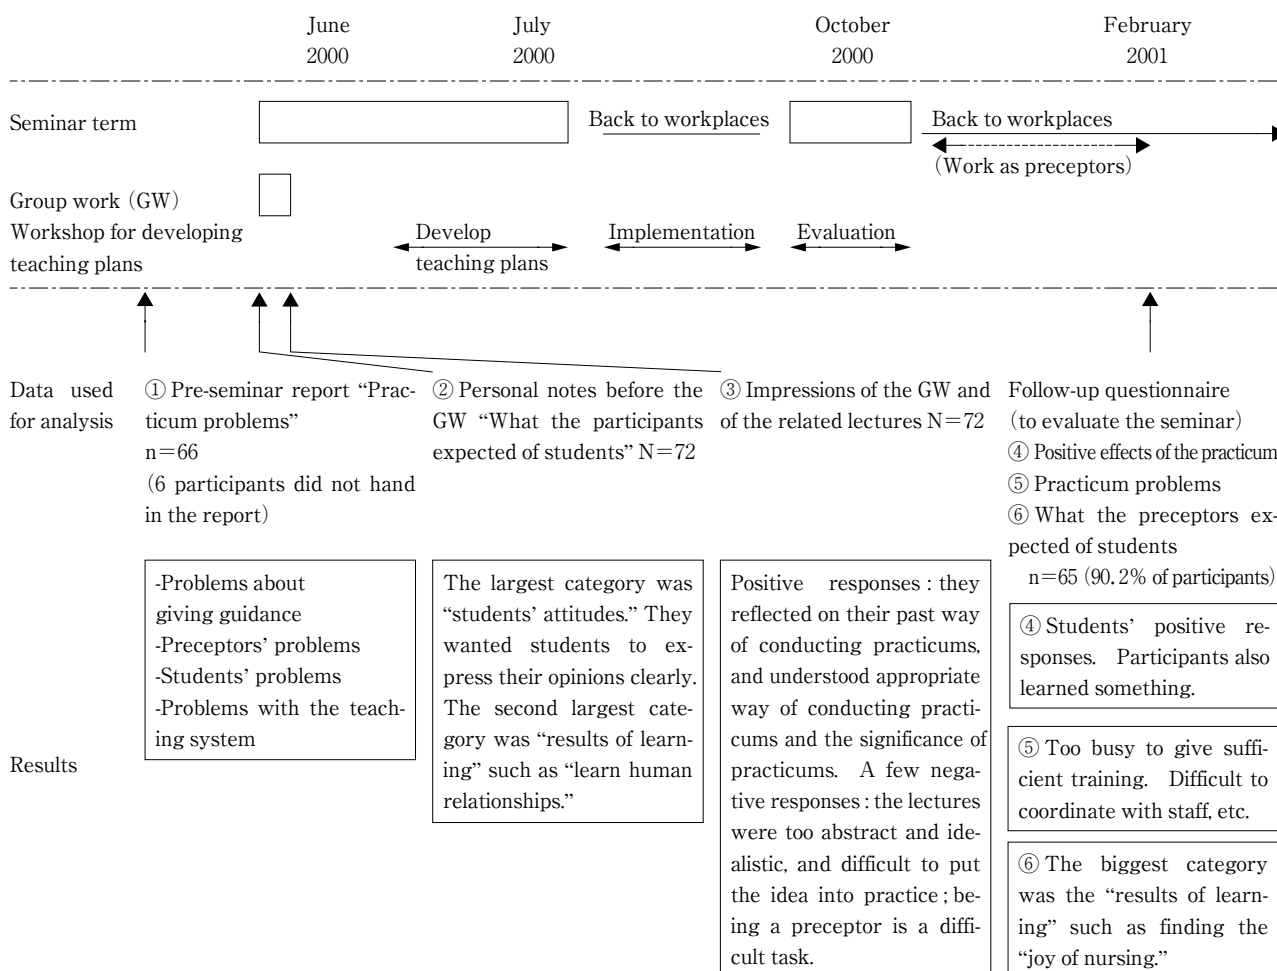 June
2000
July
2000
October
2000
February
2001
Seminar term
Back to workplaces
Back to workplaces
(Work as preceptors)
Group work (GW)
Workshop for developing
teaching plans
Develop
teaching plans
Implementation
Evaluation
Data used
for analysis
① Pre-seminar report “Prac-
ticum problems”
n=66
(6 participants did not hand
in the report)
② Personal notes before the
GW “What the participants
expected of students” N=72
③ Impressions of the GW and
of the related lectures N=72
Follow-up questionnaire
(to evaluate the seminar)
④ Positive effects of the practicum
⑤ Practicum problems
⑥ What the preceptors ex-
pected of students
n=65 (90.2% of participants)
Results
-Problems about
giving guidance
-Preceptors’ problems
-Students’ problems
-Problems with the teach-
ing system
The largest category was
“students’ attitudes.” They
wanted students to ex-
press their opinions clearly.
The second largest cate-
gory was “results of learn-
ing” such as “learn human
relationships.”
Positive responses : they
reflected on their past way
of conducting practicums,
and understood appropriate
way of conducting practi-
cums and the significance of
practicums. A few nega-
tive responses : the lectures
were too abstract and ide-
alistic, and difficult to put
the idea into practice ; be-
ing a preceptor is a diffi-
cult task.
④ Students’ positive re-
sponses. Participants also
learned something.
⑤ Too busy to give suffi-
cient training. Difficult to
coordinate with staff, etc.
⑥ The biggest category
was the “results of learn-
ing” such as finding the
“joy of nursing.”